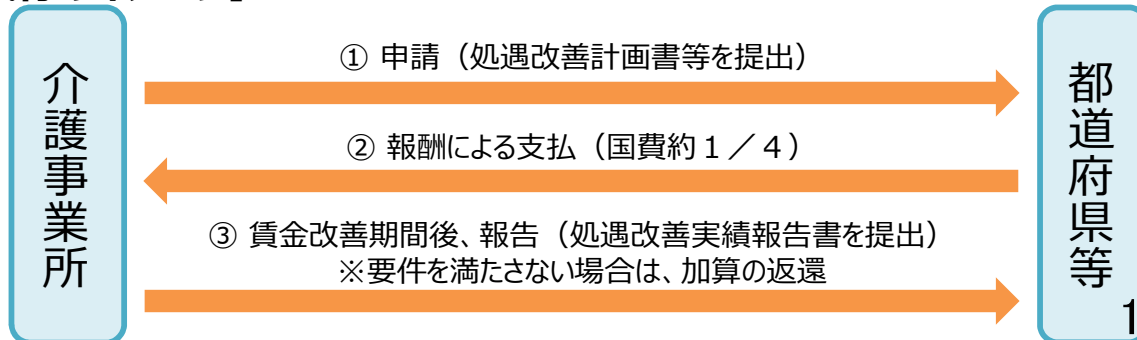 介護事業所
① 申請（処遇改善計画書等を提出）
② 報酬による支払（国費約１／４）
③ 賃金改善期間後、報告（処遇改善実績報告書を提出）
※要件を満たさない場合は、加算の返還
都道府県等
1